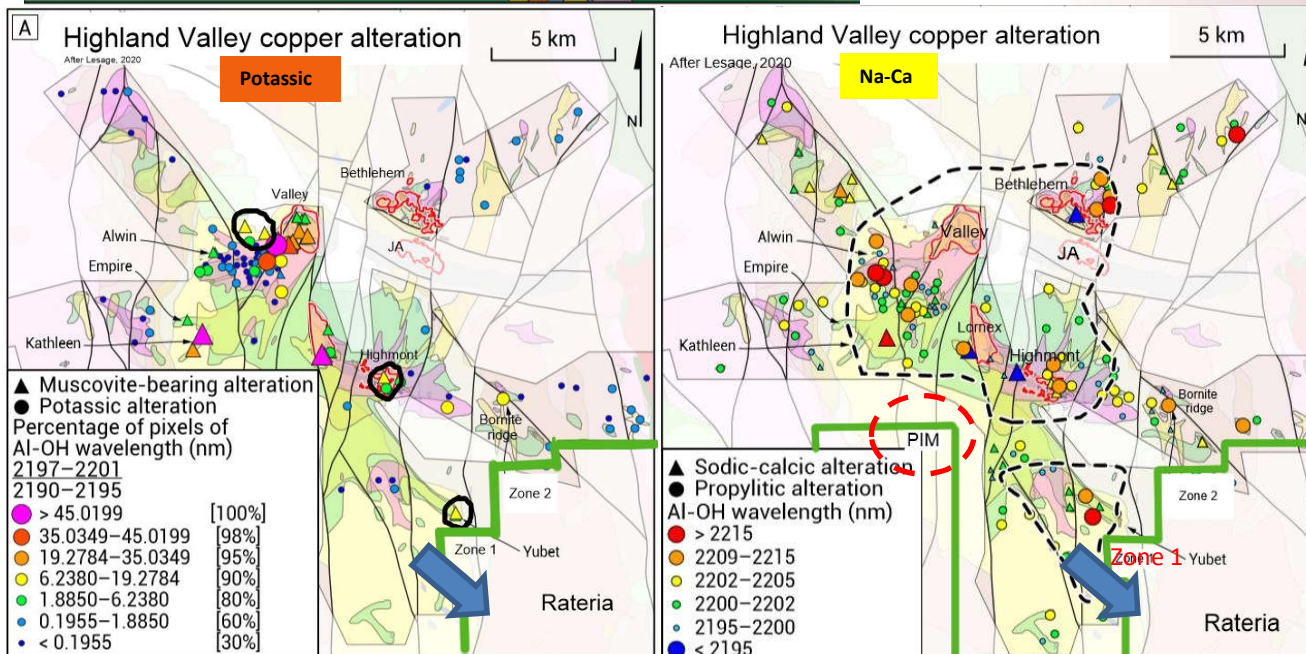 A
Highland Valley copper alteration
After Lesage, 2020
Potassic
5 km
N
Bethlehem
Valley
Alwin
JA
Empire
Kathleen
Highmont
Bornite
ridge
Zone 2
Zone 1
Yubet
Rateria
▲ Muscovite-bearing alteration
● Potassic alteration
Percentage of pixels of
Al-OH wavelength (nm)
2197–2201
2190–2195
> 45.0199 [100%]
35.0349–45.0199 [98%]
19.2784–35.0349 [95%]
6.2380–19.2784 [90%]
1.8850–6.2380 [80%]
0.1955–1.8850 [60%]
< 0.1955 [30%]
Highland Valley copper alteration
After Lesage, 2020
Na-Ca
5 km
N
Bethlehem
Valley
Alwin
JA
Empire
Lornex
Kathleen
Highmont
Bornite
ridge
PIM
Zone 2
Zone 1
Zone 1
Yubet
Rateria
▲ Sodic-calcic alteration
● Propylitic alteration
Al-OH wavelength (nm)
> 2215
2209–2215
2202–2205
2200–2202
2195–2200
< 2195